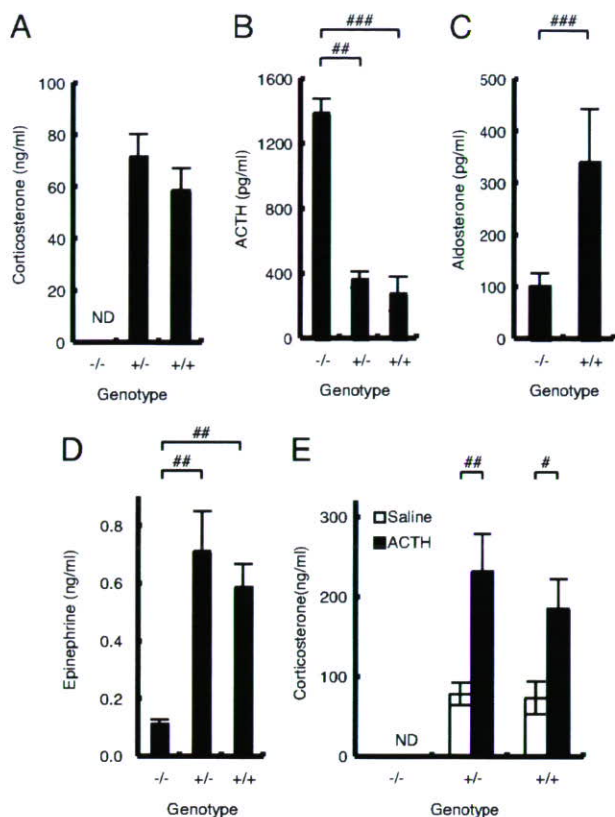 A
Corticosterone (ng/ml)
100
80
60
40
20
0
ND
-/-
+/-
+/+
Genotype
B
###
##
ACTH (pg/ml)
1600
1200
800
400
0
-/-
+/-
+/+
Genotype
C
###
Aldosterone (pg/ml)
500
400
300
200
100
0
-/-
+/+
Genotype
D
##
##
Epinephrine (ng/ml)
0.8
0.6
0.4
0.2
0.0
-/-
+/-
+/+
Genotype
E
##
#
Saline
ACTH
Corticosterone(ng/ml)
300
200
100
0
ND
-/-
+/-
+/+
Genotype